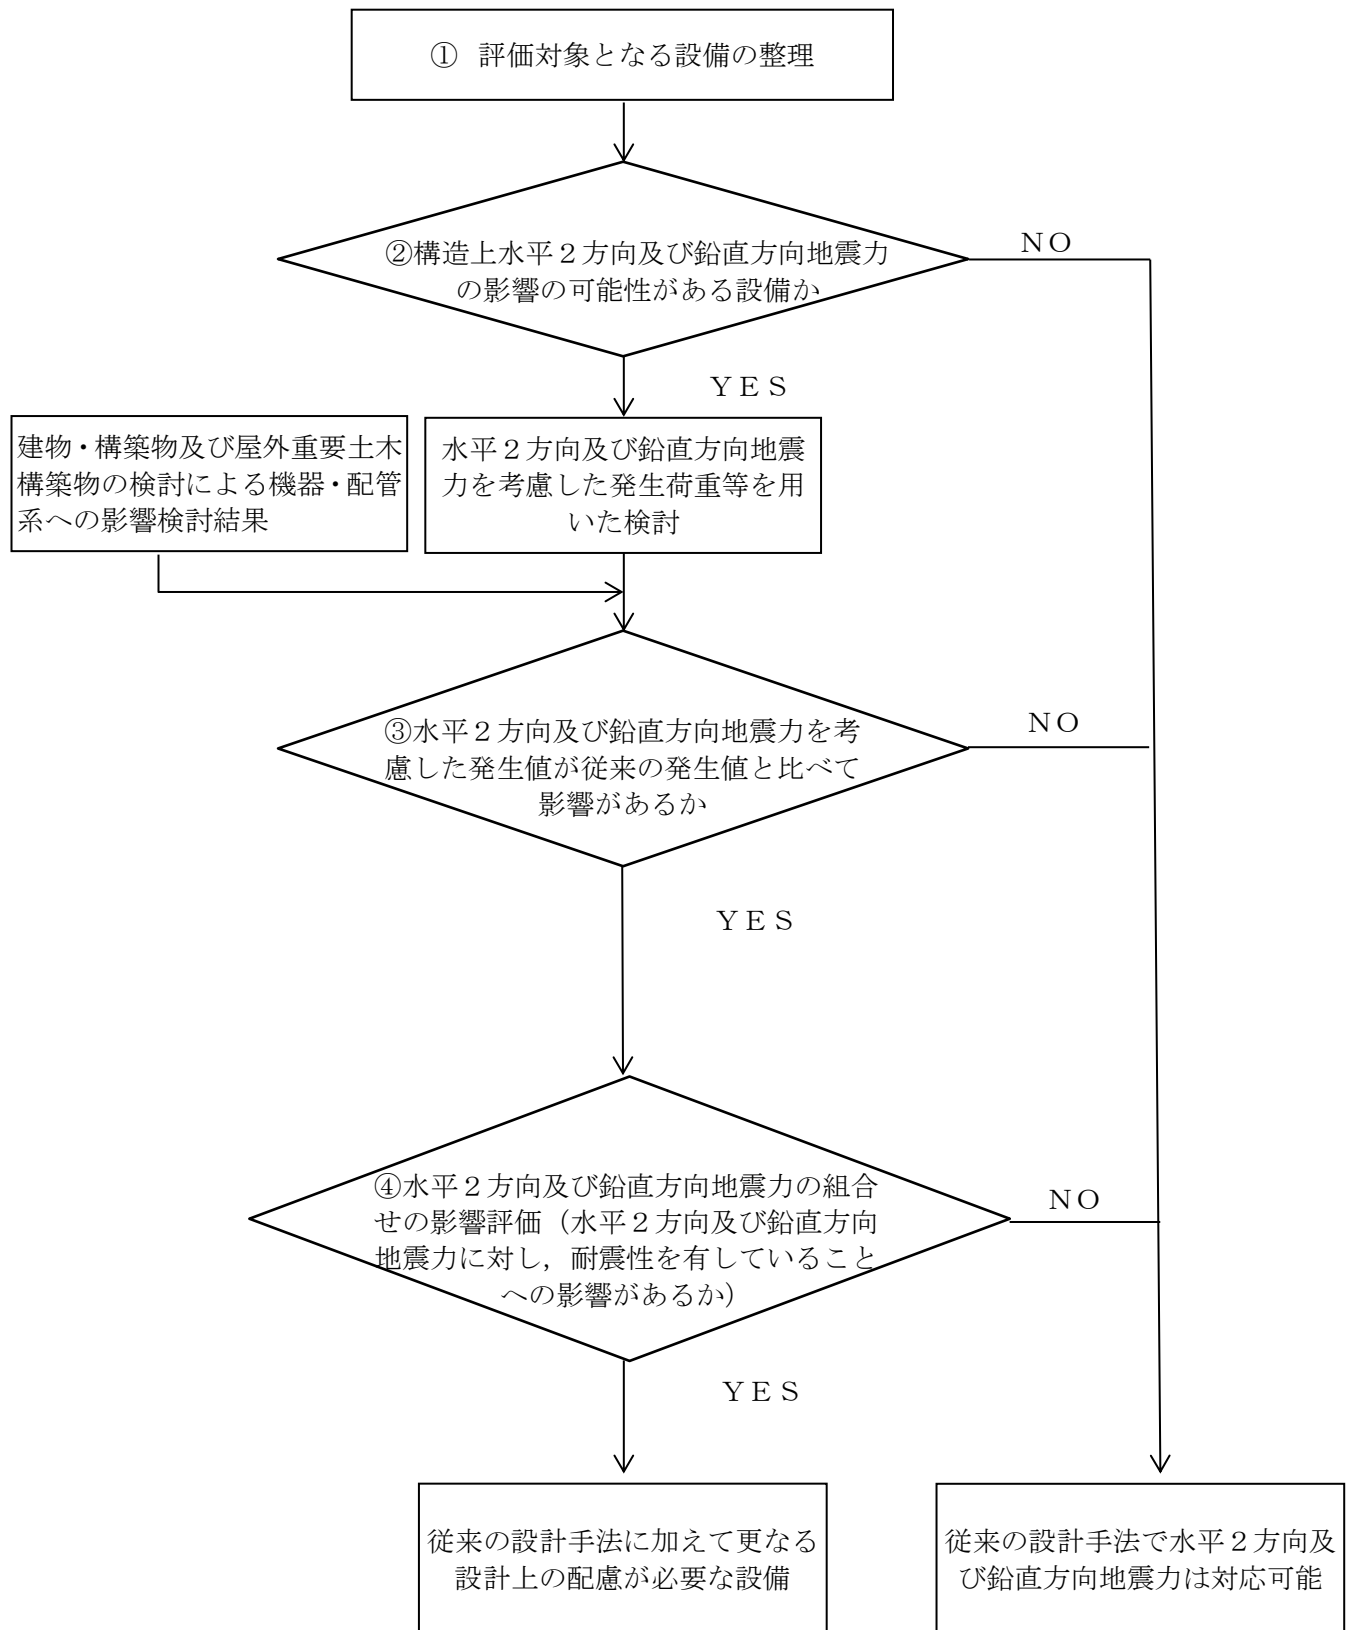 ① 評価対象となる設備の整理
②構造上水平２方向及び鉛直方向地震力
の影響の可能性がある設備か
ＮＯ
ＹＥＳ
建物・構築物及び屋外重要土木
構築物の検討による機器・配管
系への影響検討結果
水平２方向及び鉛直方向地震
力を考慮した発生荷重等を用
いた検討
③水平２方向及び鉛直方向地震力を考
慮した発生値が従来の発生値と比べて
影響があるか
ＮＯ
ＹＥＳ
④水平２方向及び鉛直方向地震力の組合
せの影響評価（水平２方向及び鉛直方向
地震力に対し，耐震性を有していること
への影響があるか）
ＮＯ
ＹＥＳ
従来の設計手法に加えて更なる
設計上の配慮が必要な設備
従来の設計手法で水平２方向及
び鉛直方向地震力は対応可能